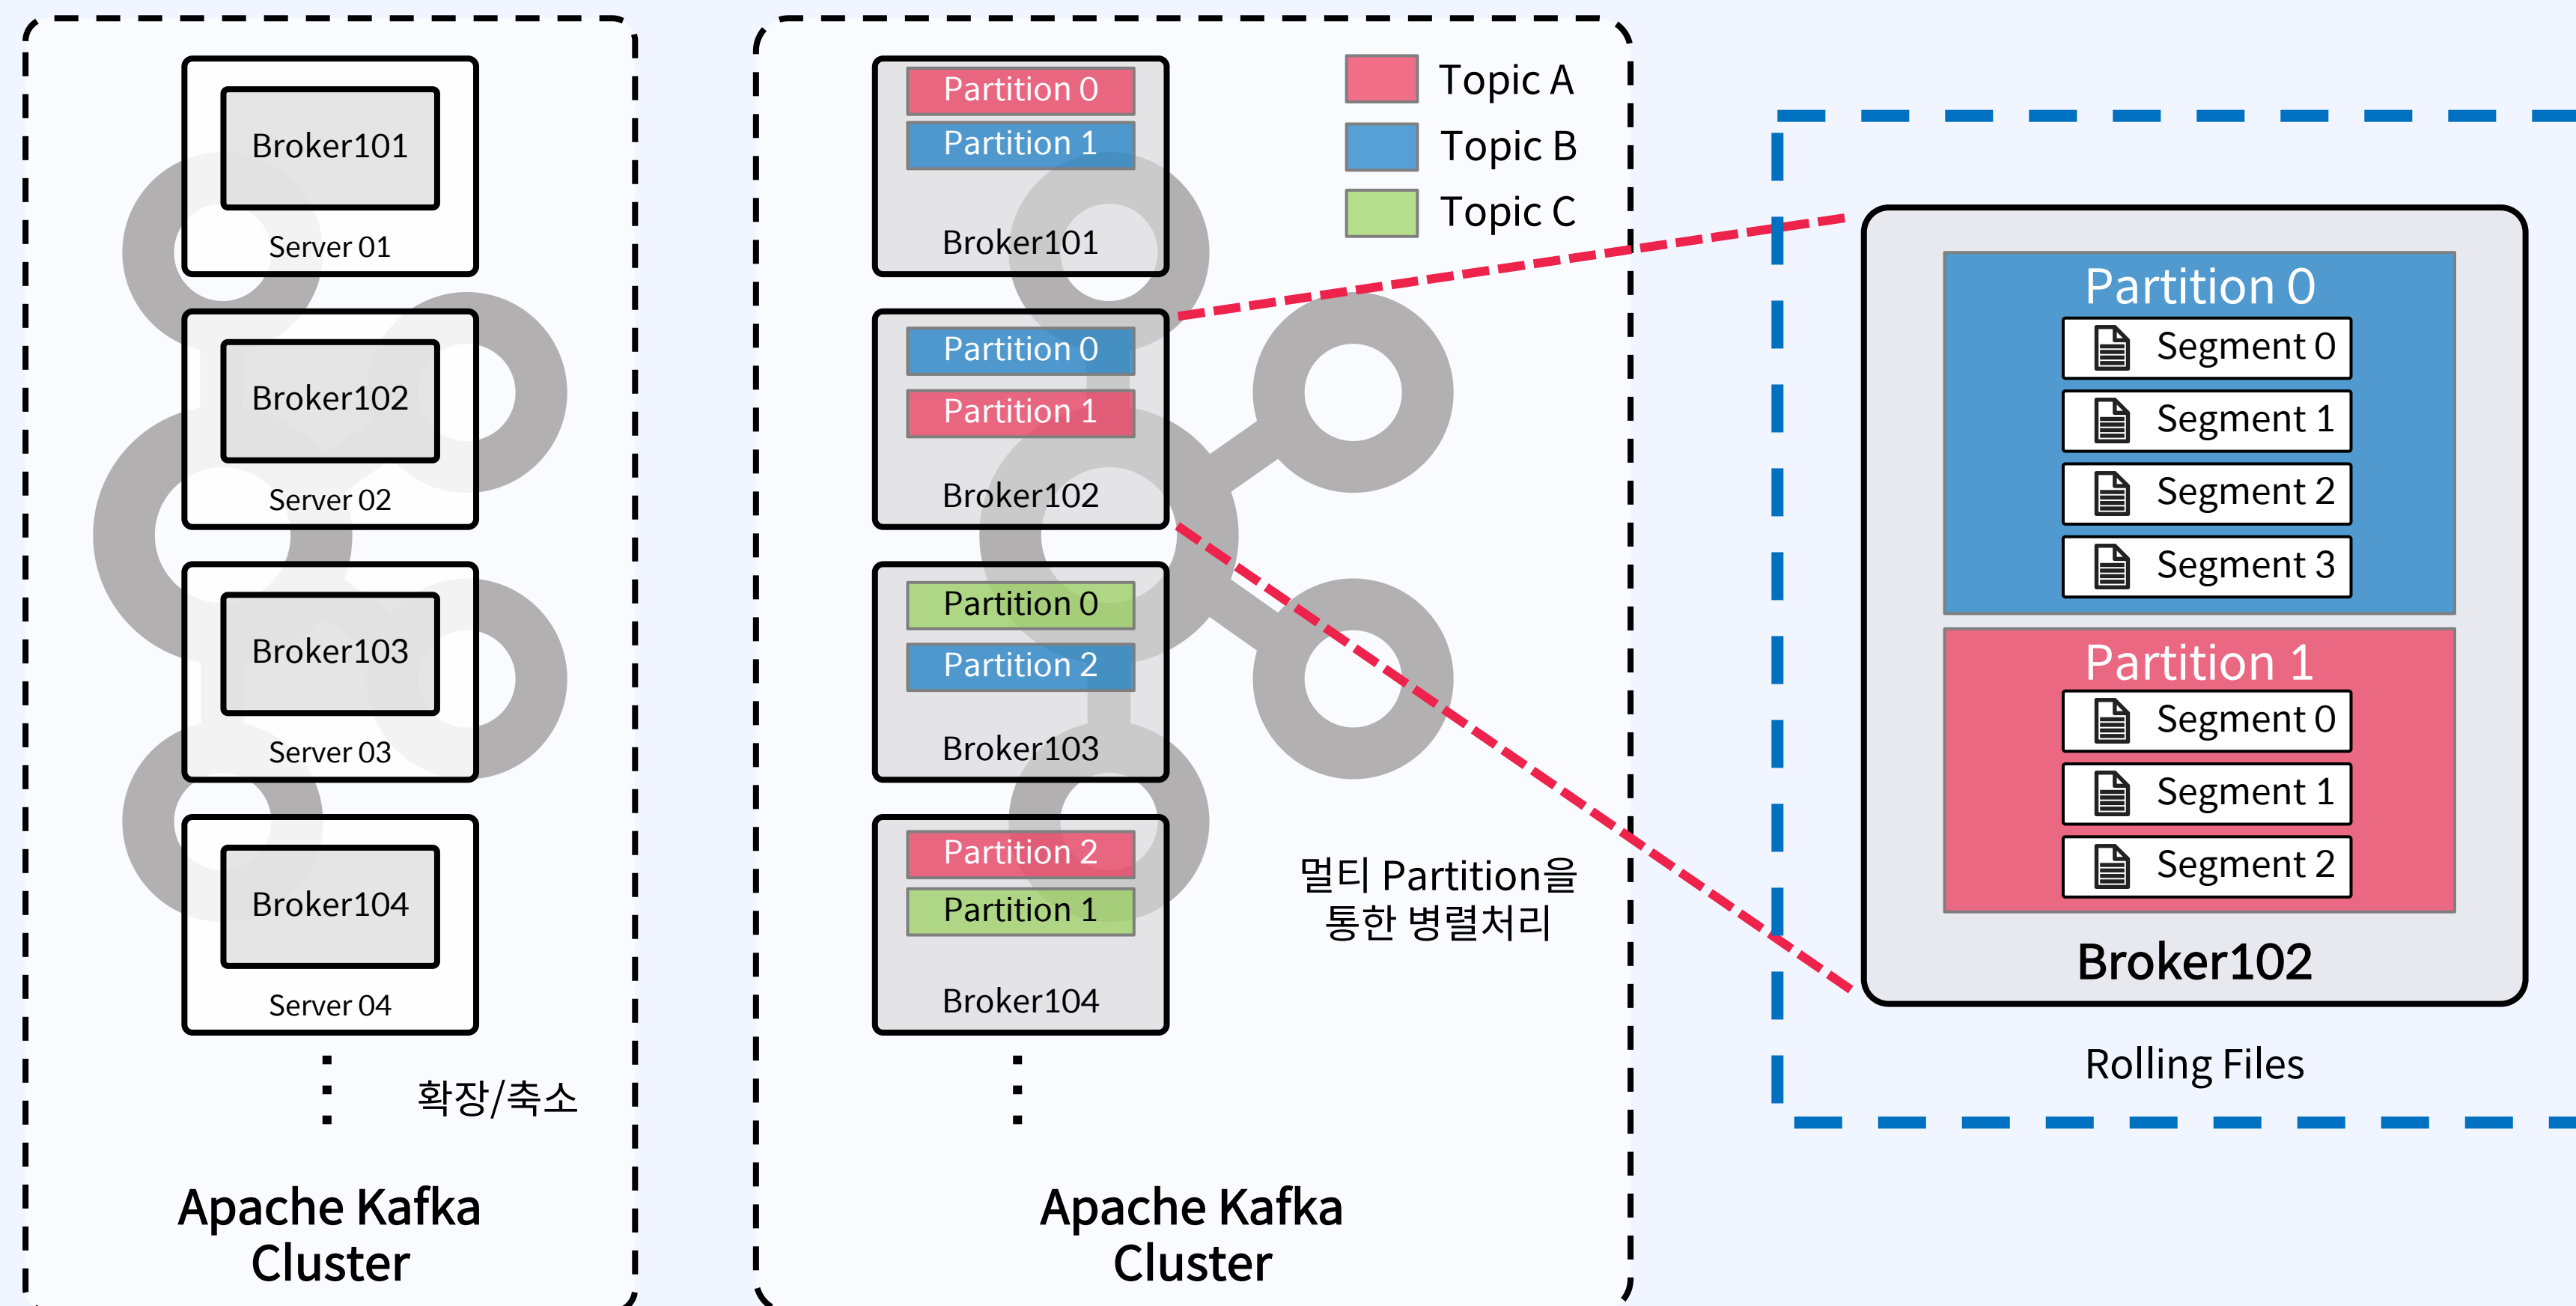 Broker101
Server 01
Broker102
Server 02
Broker103
Server 03
Broker104
Server 04
확장/축소
Apache Kafka
Cluster
Partition 0
Partition 1
Broker101
Partition 0
Partition 1
Broker102
Partition 0
Partition 2
Broker103
Partition 2
Partition 1
Broker104
Topic A
Topic B
Topic C
멀티 Partition을
통한 병렬처리
Apache Kafka
Cluster
Partition 0
Segment 0
Segment 1
Segment 2
Segment 3
Partition 1
Segment 0
Segment 1
Segment 2
Broker102
Rolling Files